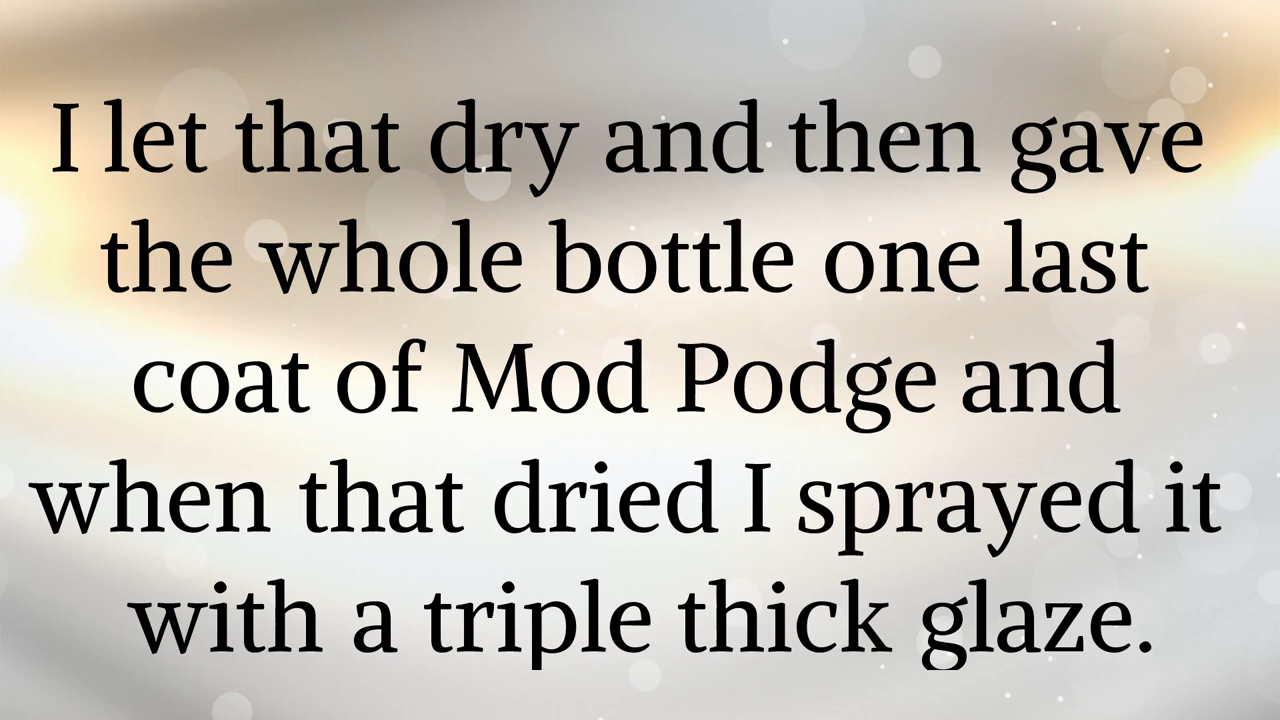 I let that dry and then gave
the whole bottle one last
coat of Mod Podge and
when that dried I sprayed it
with a triple thick glaze.